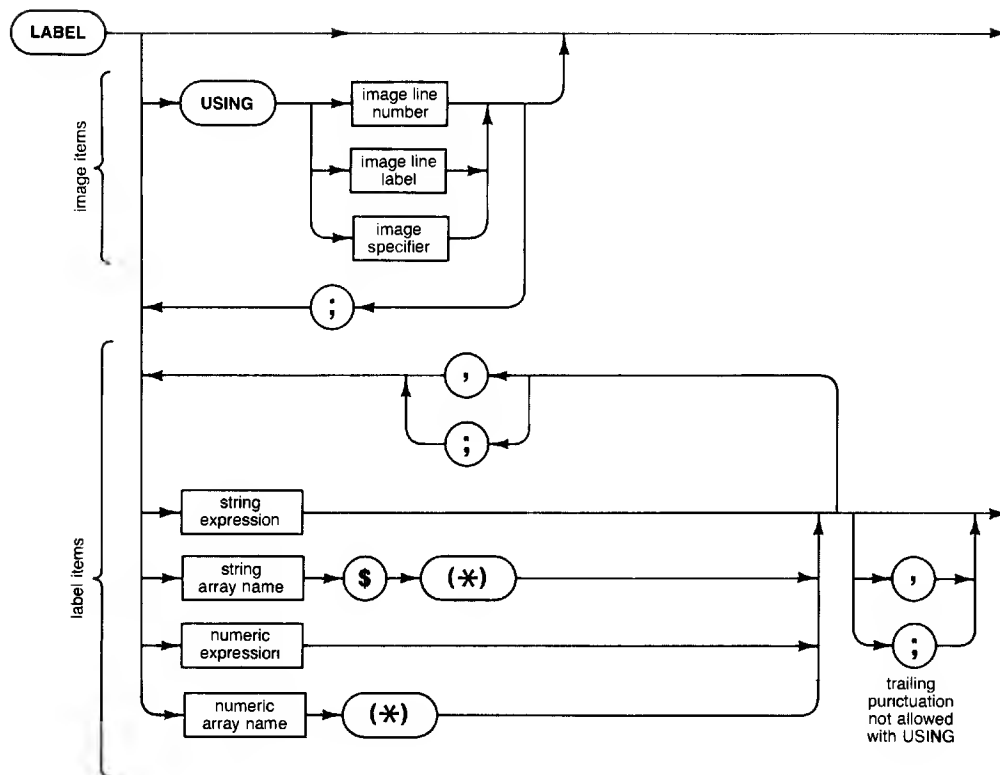 LABEL
image items
USING
image line
number
image line
label
image
specifier
;
label items
,
;
string
expression
string
array name
$
(*)
numeric
expression
numeric
array name
(*)
,
;
trailing
punctuation
not allowed
with USING